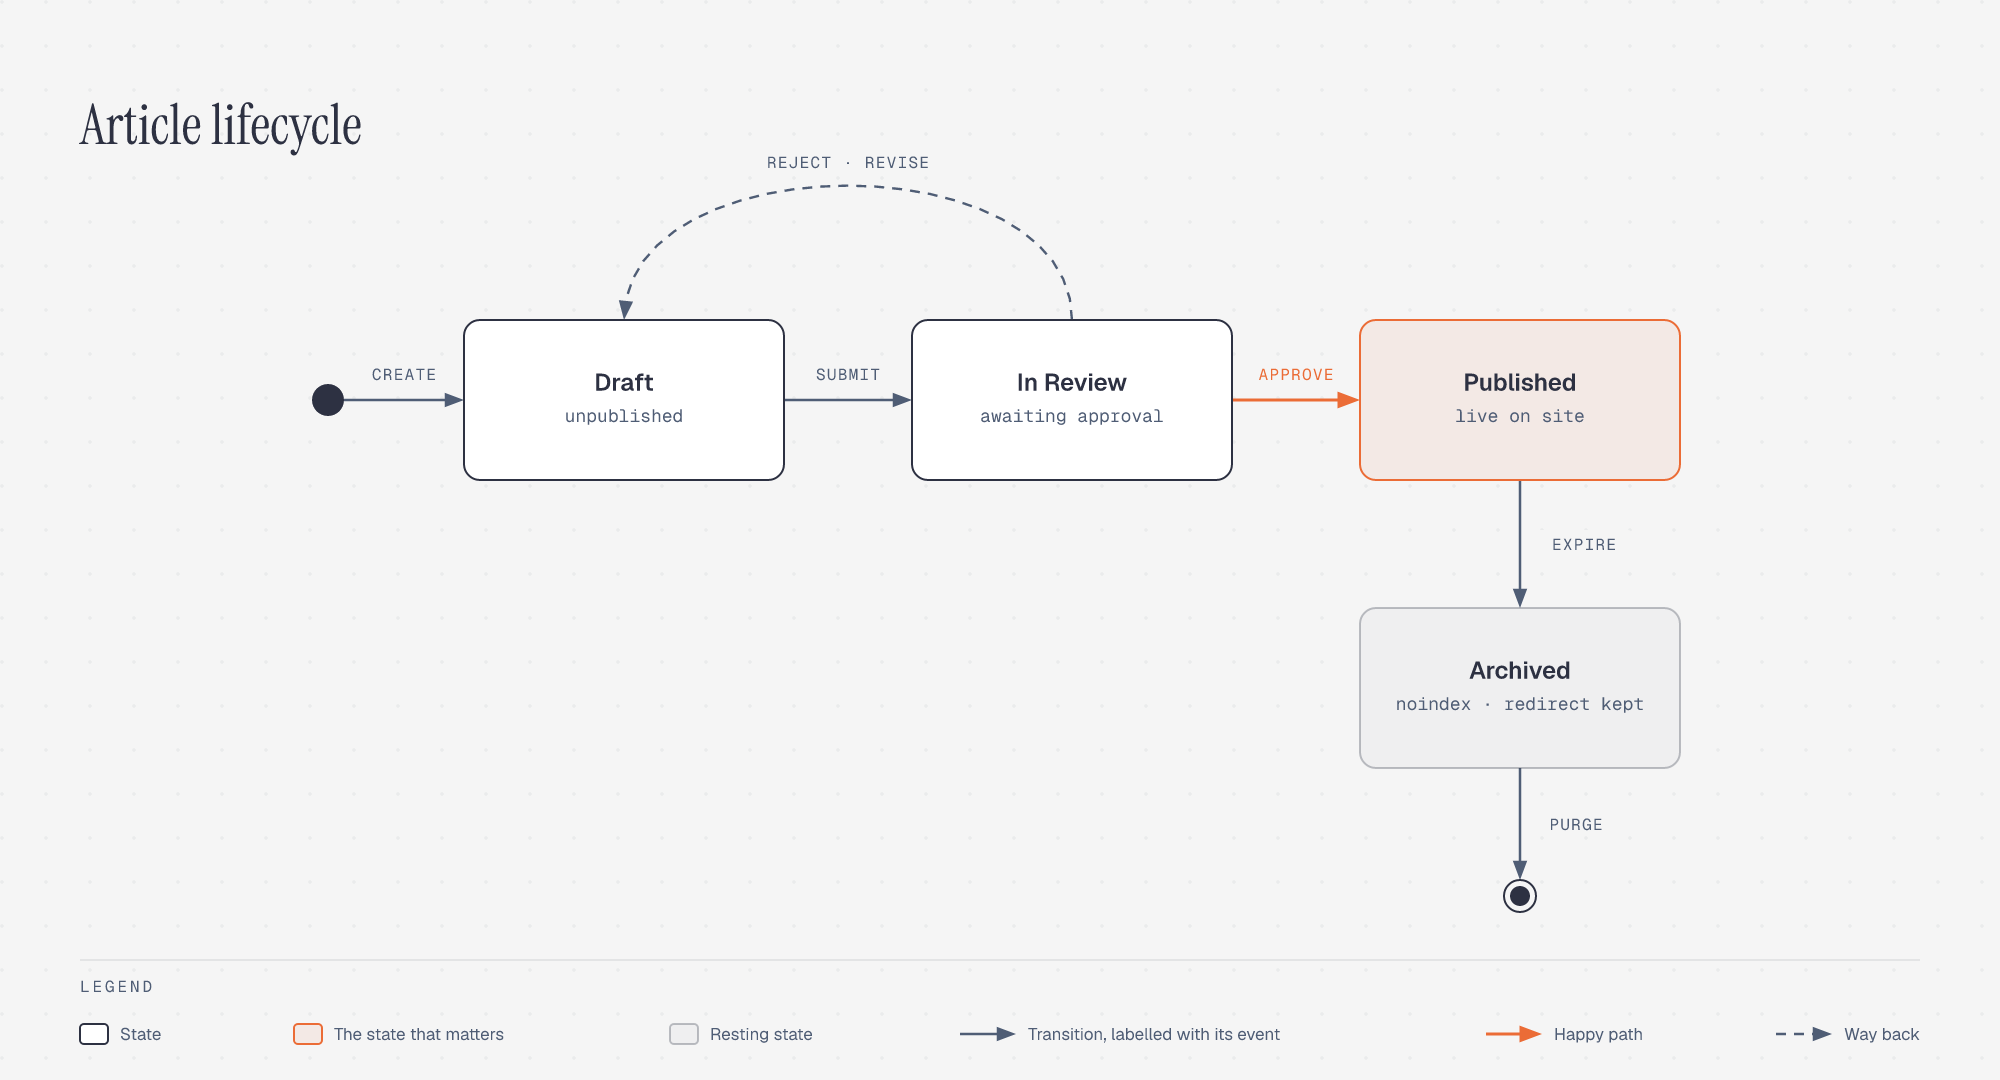 Article lifecycle
REJECT · REVISE
CREATE
Draft
unpublished
SUBMIT
In Review
awaiting approval
APPROVE
Published
live on site
EXPIRE
Archived
noindex · redirect kept
PURGE
LEGEND
State
The state that matters
Resting state
Transition, labelled with its event
Happy path
Way back